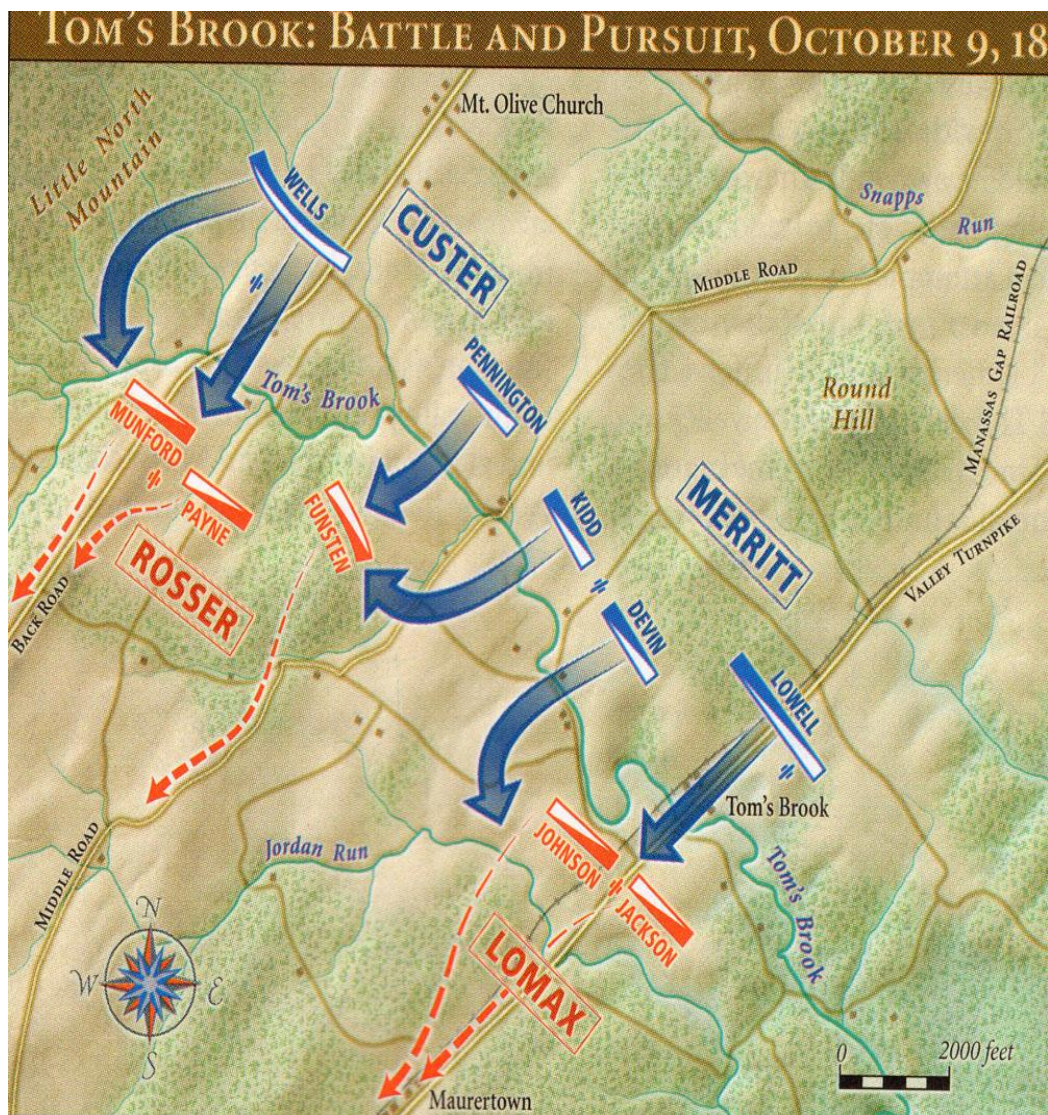 TOM'S BROOK: BATTLE AND PURSUIT, OCTOBER 9, 18
Mt. Olive Church
Little North
Mountain
WELLS
CUSTER
Snapps
Run
MIDDLE ROAD
MANASSAS GAP RAILROAD
PENNINGTON
Tom's Brook
Round
Hill
MUNFORD
PAYNE
FUNSTEN
KIDD
MERRITT
VALLEY TURNPIKE
ROSSER
BACK ROAD
DEVIN
LOWELL
Tom's Brook
JOHNSON
JACKSON
Jordan Run
Tom's Brook
MIDDLE ROAD
LOMAX
N
W
E
S
0
2000 feet
Maurertown